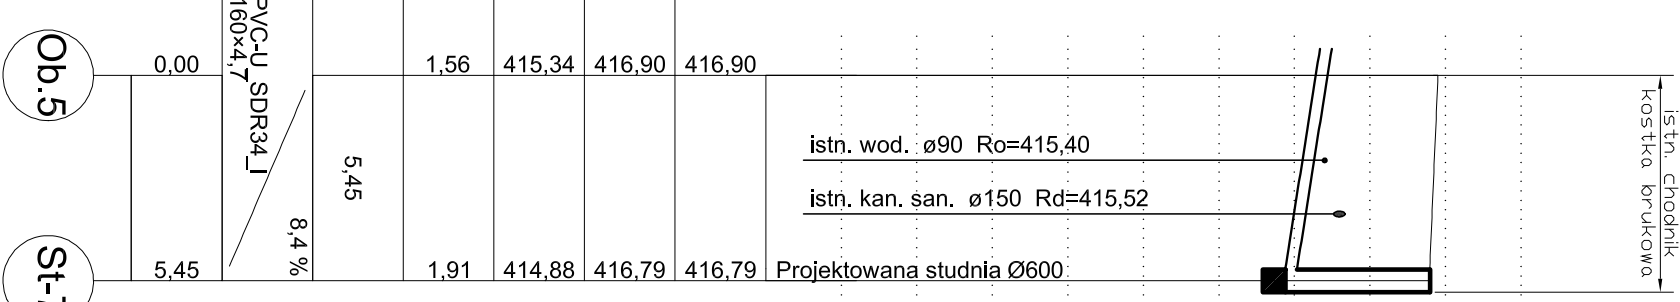 Ob.5
0,00
PVC-U SDR34_I
160×4,7
1,56
415,34
416,90
416,90
5,45
8,4 %
istn. wod. ø90 Ro=415,40
istn. kan. san. ø150 Rd=415,52
istn. chodnik
kostka brukowa
5,45
1,91
414,88
416,79
416,79
Projektowana studnia Ø600